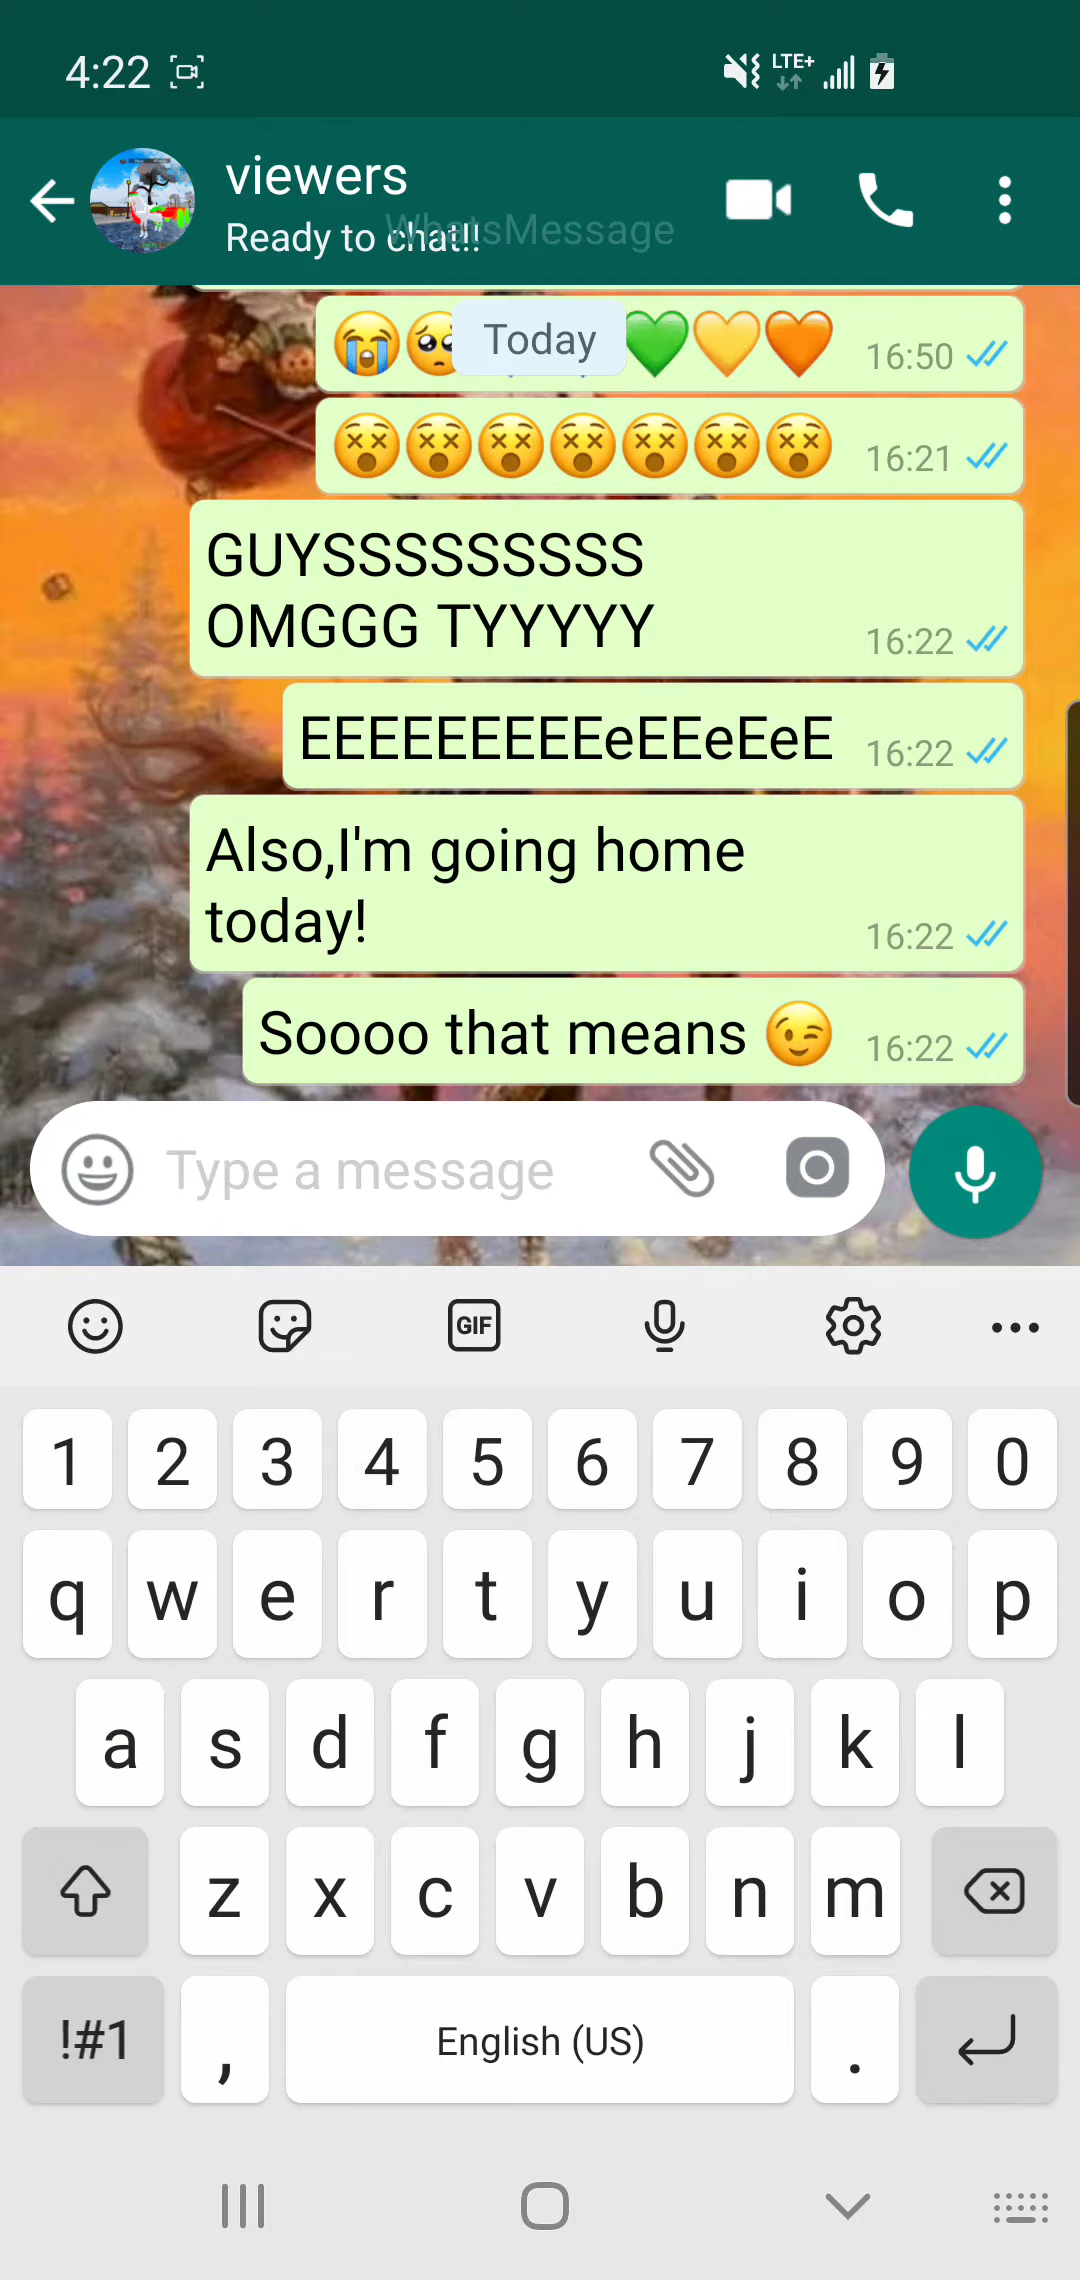 4:22
LTE+
viewers
Ready to chat!!
WhatsMessage
😭🥺 Today 💚💛🧡 16:50
😵😵😵😵😵😵😵 16:21
GUYSSSSSSSSS
OMGGG TYYYYY
16:22
EEEEEEEEEeEEeEeE 16:22
Also,I'm going home
today!
16:22
Soooo that means 😉 16:22
Type a message
GIF
1 2 3 4 5 6 7 8 9 0
q w e r t y u i o p
a s d f g h j k l
z x c v b n m
!#1 , English (US) .